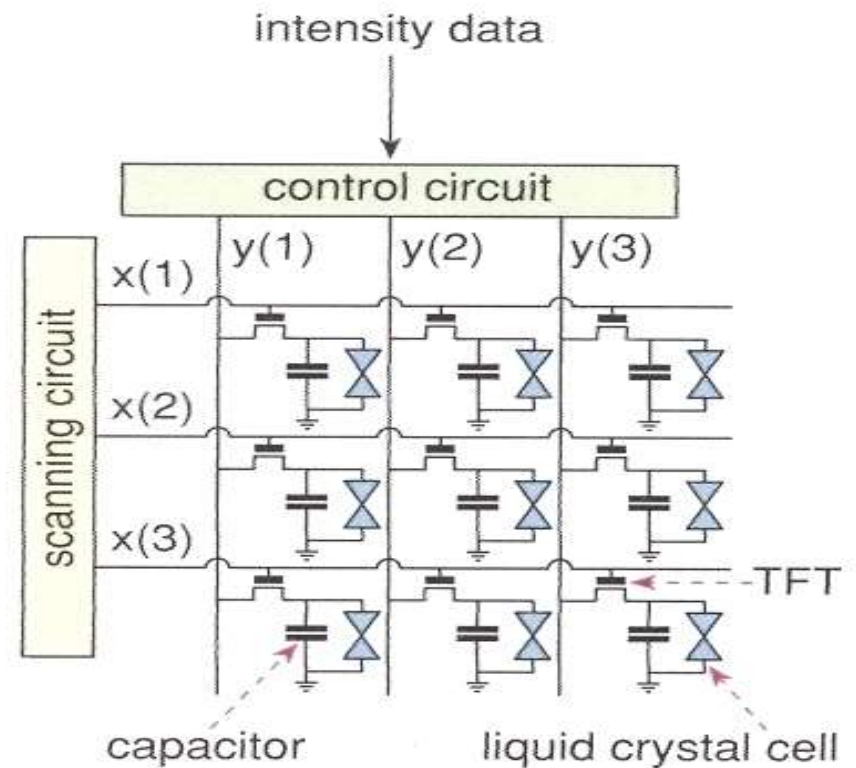 intensity data
control circuit
y(1) y(2) y(3)
scanning circuit
x(1)
x(2)
x(3)
TFT
capacitor
liquid crystal cell